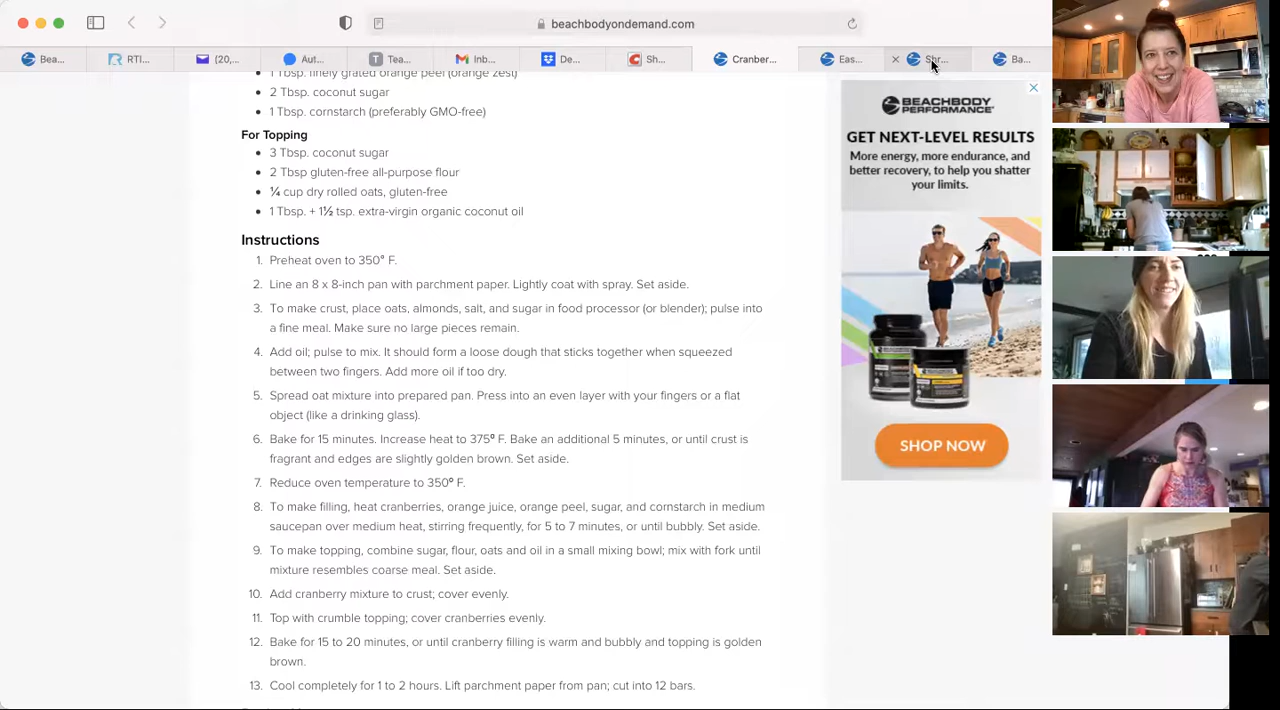 beachbodyondemand.com
Bea...
RTI...
(20,...
Aut...
Tea...
Inb...
De...
Sh...
Cranber...
Eas...
Shr...
Ba...
1 Tbsp. finely grated orange peel (orange zest)
2 Tbsp. coconut sugar
1 Tbsp. cornstarch (preferably GMO-free)
For Topping
3 Tbsp. coconut sugar
2 Tbsp gluten-free all-purpose flour
¼ cup dry rolled oats, gluten-free
1 Tbsp. + 1½ tsp. extra-virgin organic coconut oil
Instructions
1. Preheat oven to 350° F.
2. Line an 8 x 8-inch pan with parchment paper. Lightly coat with spray. Set aside.
3. To make crust, place oats, almonds, salt, and sugar in food processor (or blender); pulse into
a fine meal. Make sure no large pieces remain.
4. Add oil; pulse to mix. It should form a loose dough that sticks together when squeezed
between two fingers. Add more oil if too dry.
5. Spread oat mixture into prepared pan. Press into an even layer with your fingers or a flat
object (like a drinking glass).
6. Bake for 15 minutes. Increase heat to 375º F. Bake an additional 5 minutes, or until crust is
fragrant and edges are slightly golden brown. Set aside.
7. Reduce oven temperature to 350º F.
8. To make filling, heat cranberries, orange juice, orange peel, sugar, and cornstarch in medium
saucepan over medium heat, stirring frequently, for 5 to 7 minutes, or until bubbly. Set aside.
9. To make topping, combine sugar, flour, oats and oil in a small mixing bowl; mix with fork until
mixture resembles coarse meal. Set aside.
10. Add cranberry mixture to crust; cover evenly.
11. Top with crumble topping; cover cranberries evenly.
12. Bake for 15 to 20 minutes, or until cranberry filling is warm and bubbly and topping is golden
brown.
13. Cool completely for 1 to 2 hours. Lift parchment paper from pan; cut into 12 bars.
BEACHBODY
PERFORMANCE
GET NEXT-LEVEL RESULTS
More energy, more endurance, and
better recovery, to help you shatter
your limits.
SHOP NOW